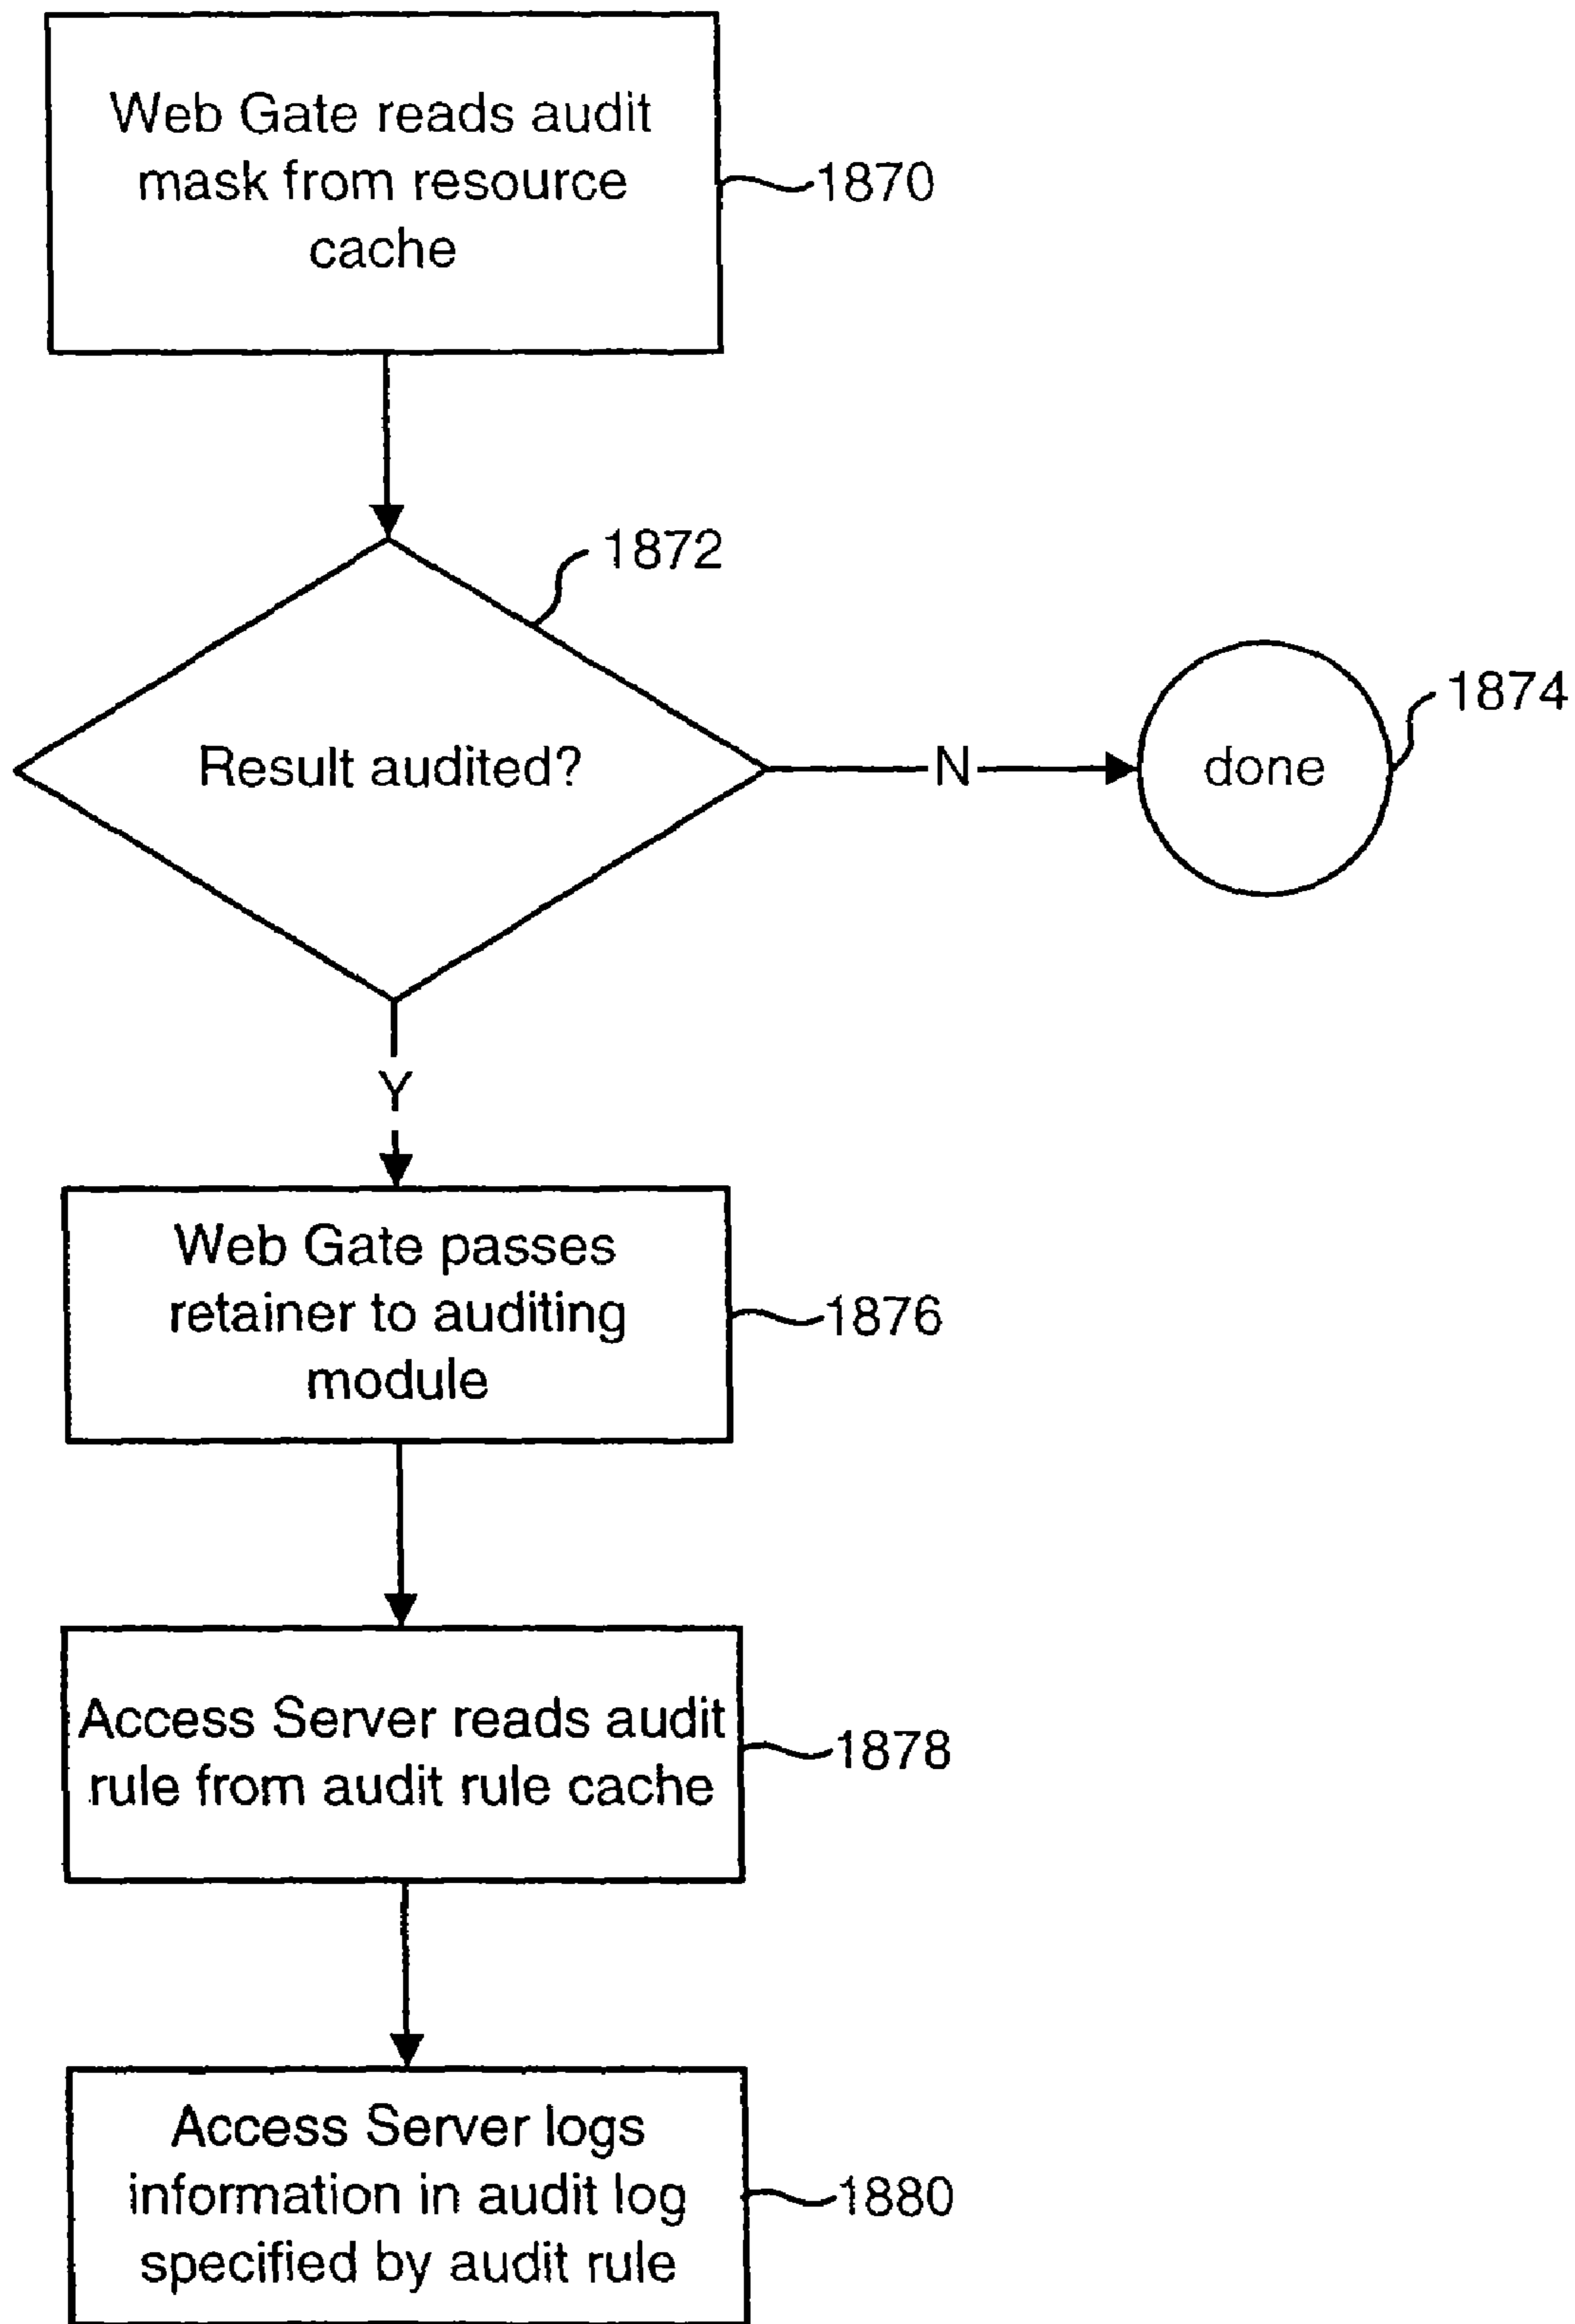 Web Gate reads audit
mask from resource
cache
1870
1872
Result audited?
N
done
1874
Y
Web Gate passes
retainer to auditing
module
1876
Access Server reads audit
rule from audit rule cache
1878
Access Server logs
information in audit log
specified by audit rule
1880